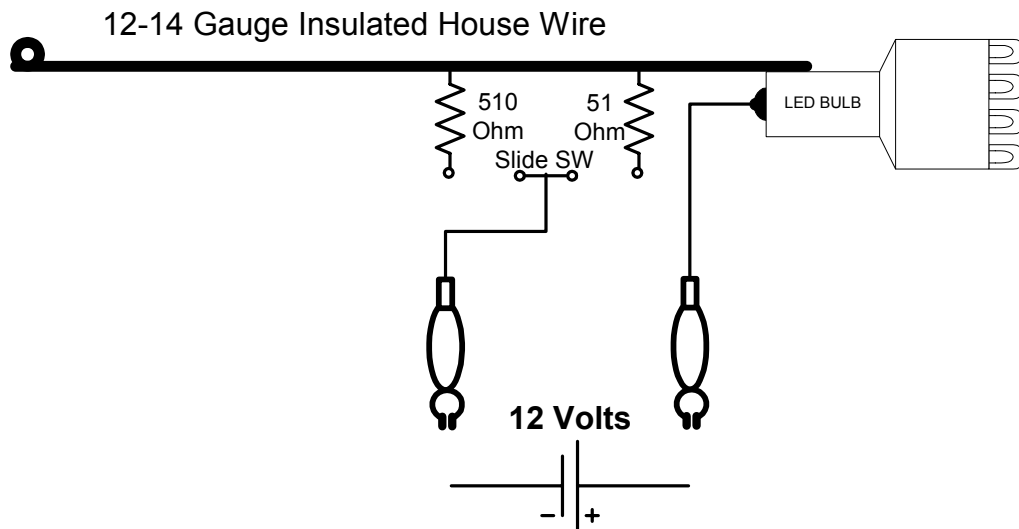 12-14 Gauge Insulated House Wire
510
Ohm
51
Ohm
LED BULB
Slide SW
12 Volts
− +